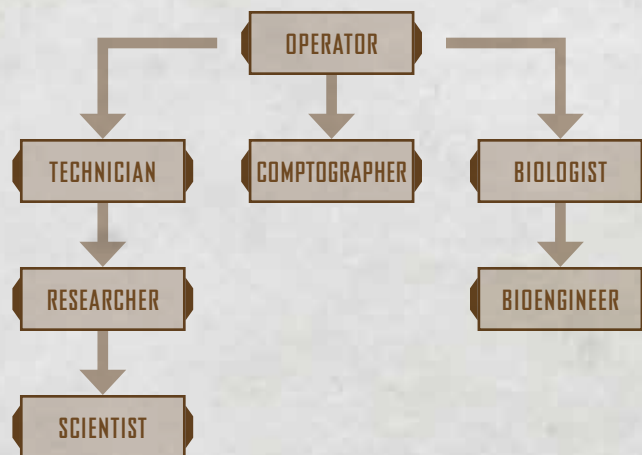 OPERATOR
TECHNICIAN
COMPTOGRAPHER
BIOLOGIST
RESEARCHER
BIOENGINEER
SCIENTIST